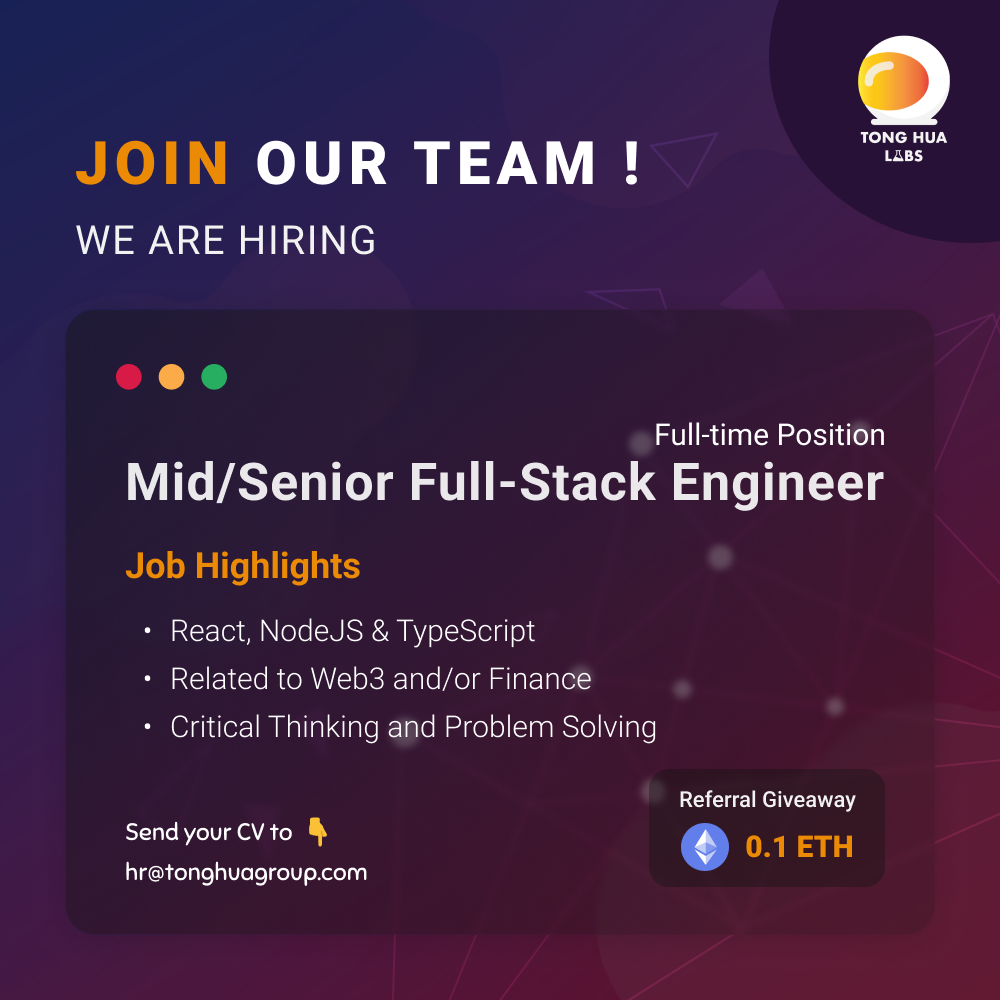 TONG HUA
LABS
JOIN OUR TEAM !
WE ARE HIRING
Full-time Position
Mid/Senior Full-Stack Engineer
Job Highlights
• React, NodeJS & TypeScript
• Related to Web3 and/or Finance
• Critical Thinking and Problem Solving
Send your CV to 👇
hr@tonghuagroup.com
Referral Giveaway
0.1 ETH